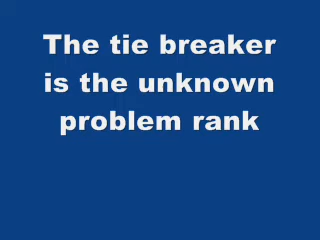 The tie breaker
is the unknown
problem rank